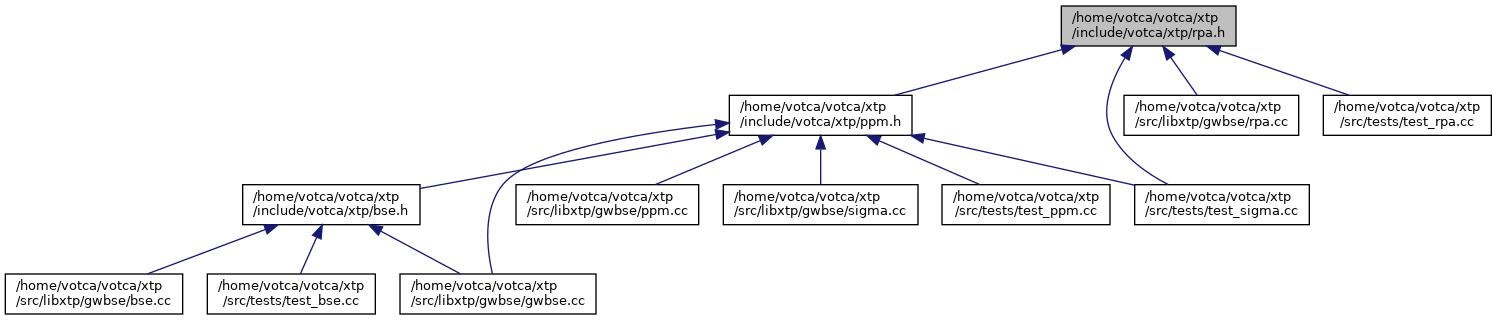 /home/votca/votca/xtp
/include/votca/xtp/rpa.h
/home/votca/votca/xtp
/include/votca/xtp/ppm.h
/home/votca/votca/xtp
/src/libxtp/gwbse/rpa.cc
/home/votca/votca/xtp
/src/tests/test_rpa.cc
/home/votca/votca/xtp
/include/votca/xtp/bse.h
/home/votca/votca/xtp
/src/libxtp/gwbse/ppm.cc
/home/votca/votca/xtp
/src/libxtp/gwbse/sigma.cc
/home/votca/votca/xtp
/src/tests/test_ppm.cc
/home/votca/votca/xtp
/src/tests/test_sigma.cc
/home/votca/votca/xtp
/src/libxtp/gwbse/bse.cc
/home/votca/votca/xtp
/src/tests/test_bse.cc
/home/votca/votca/xtp
/src/libxtp/gwbse/gwbse.cc